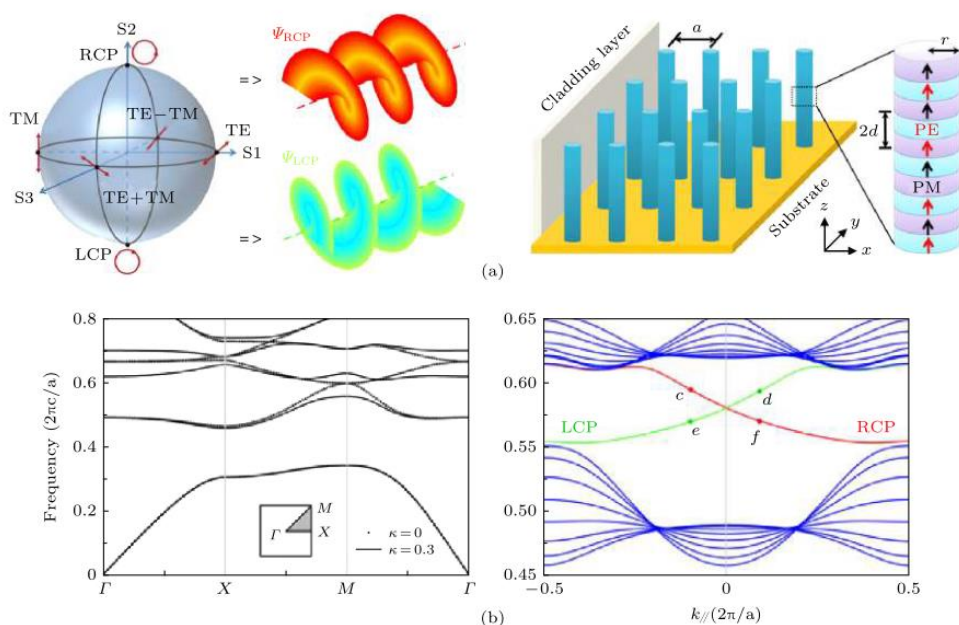 S2
RCP
TE−TM
TM
TE
S1
S3
TE+TM
LCP
=>
Ψ_RCP
=>
Ψ_LCP
Cladding layer
a
Substrate
z
y
x
r
2d
PE
PM
(a)
Frequency (2πc/a)
0.8
0.6
0.4
0.2
0
Γ
X
M
Γ
M
Γ
X
κ=0
κ=0.3
0.65
0.60
0.55
0.50
0.45
LCP
RCP
c
d
e
f
−0.5
0
0.5
k_//(2π/a)
(b)